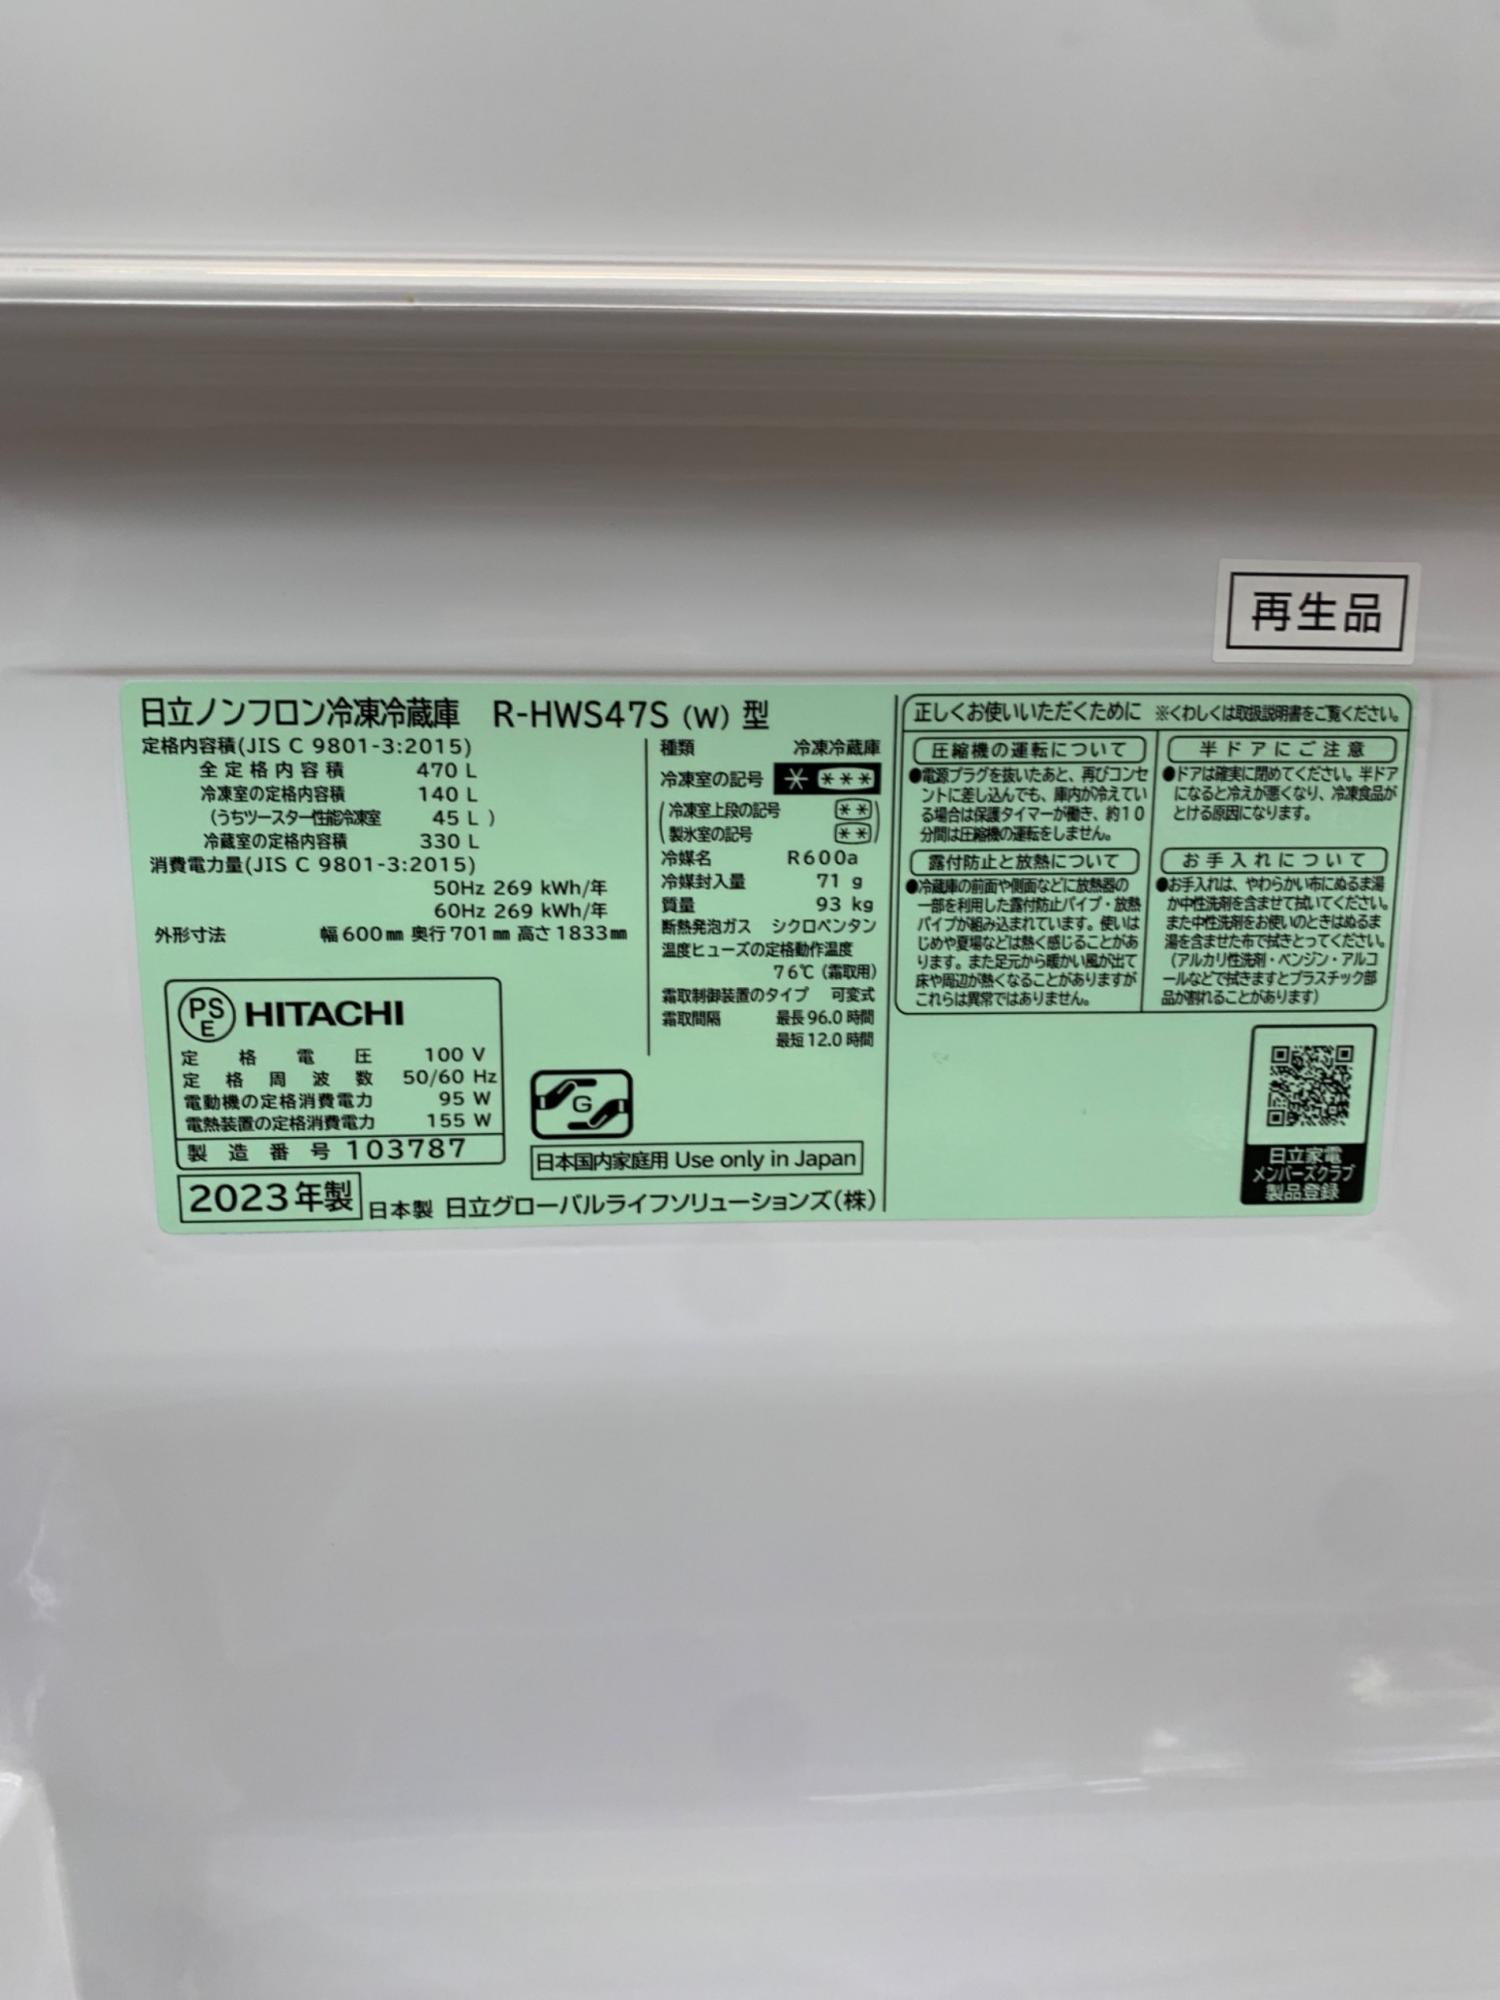 再生品
日立ノンフロン冷凍冷蔵庫 R-HWS47S (W) 型
定格内容積(JIS C 9801-3:2015)
全定格内容積 470 L
冷凍室の定格内容積 140 L
(うちツースター性能冷凍室 45 L )
冷蔵室の定格内容積 330 L
消費電力量(JIS C 9801-3:2015)
50Hz 269 kWh/年
60Hz 269 kWh/年
外形寸法 幅600㎜ 奥行701㎜ 高さ1833㎜
PS
E
HITACHI
定格電圧 100 V
定格周波数 50/60 Hz
電動機の定格消費電力 95 W
電熱装置の定格消費電力 155 W
製造番号 103787
2023年製
日本製 日立グローバルライフソリューションズ(株)
種類 冷凍冷蔵庫
冷凍室の記号 * ***
(冷凍室上段の記号 **)
(製氷室の記号 **)
冷媒名 R600a
冷媒封入量 71 g
質量 93 kg
断熱発泡ガス シクロペンタン
温度ヒューズの定格動作温度
76℃(霜取用)
霜取制御装置のタイプ 可変式
霜取間隔 最長96.0時間
最短12.0時間
G
日本国内家庭用 Use only in Japan
正しくお使いいただくために ※くわしくは取扱説明書をご覧ください。
圧縮機の運転について
●電源プラグを抜いたあと、再びコンセ
ントに差し込んでも、庫内が冷えてい
る場合は保護タイマーが働き、約10
分間は圧縮機の運転をしません。
露付防止と放熱について
●冷蔵庫の前面や側面などに放熱器の
一部を利用した露付防止パイプ・放熱
パイプが組み込まれています。使いは
じめや夏場などは熱く感じることがあ
ります。また足元から暖かい風が出て
床や周辺が熱くなることがありますが
これらは異常ではありません。
半ドアにご注意
●ドアは確実に閉めてください。半ドア
になると冷えが悪くなり、冷凍食品が
とける原因になります。
お手入れについて
●お手入れは、やわらかい布にぬるま湯
か中性洗剤を含ませて拭いてください。
また中性洗剤をお使いのときはぬるま
湯を含ませた布で拭きとってください。
(アルカリ性洗剤・ベンジン・アルコ
ールなどで拭きますとプラスチック部
品が割れることがあります)
日立家電
メンバーズクラブ
製品登録